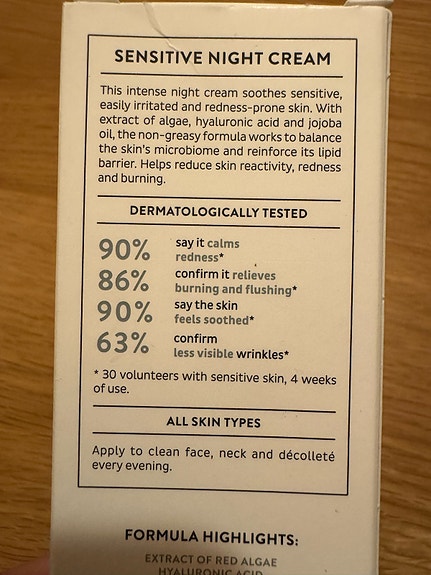 SENSITIVE NIGHT CREAM
This intense night cream soothes sensitive,
easily irritated and redness-prone skin. With
extract of algae, hyaluronic acid and jojoba
oil, the non-greasy formula works to balance
the skin's microbiome and reinforce its lipid
barrier. Helps reduce skin reactivity, redness
and burning.
DERMATOLOGICALLY TESTED
90% say it calms
redness*
86% confirm it relieves
burning and flushing*
90% say the skin
feels soothed*
63% confirm
less visible wrinkles*
* 30 volunteers with sensitive skin, 4 weeks
of use.
ALL SKIN TYPES
Apply to clean face, neck and décolleté
every evening.
FORMULA HIGHLIGHTS:
EXTRACT OF RED ALGAE
HYALURONIC ACID